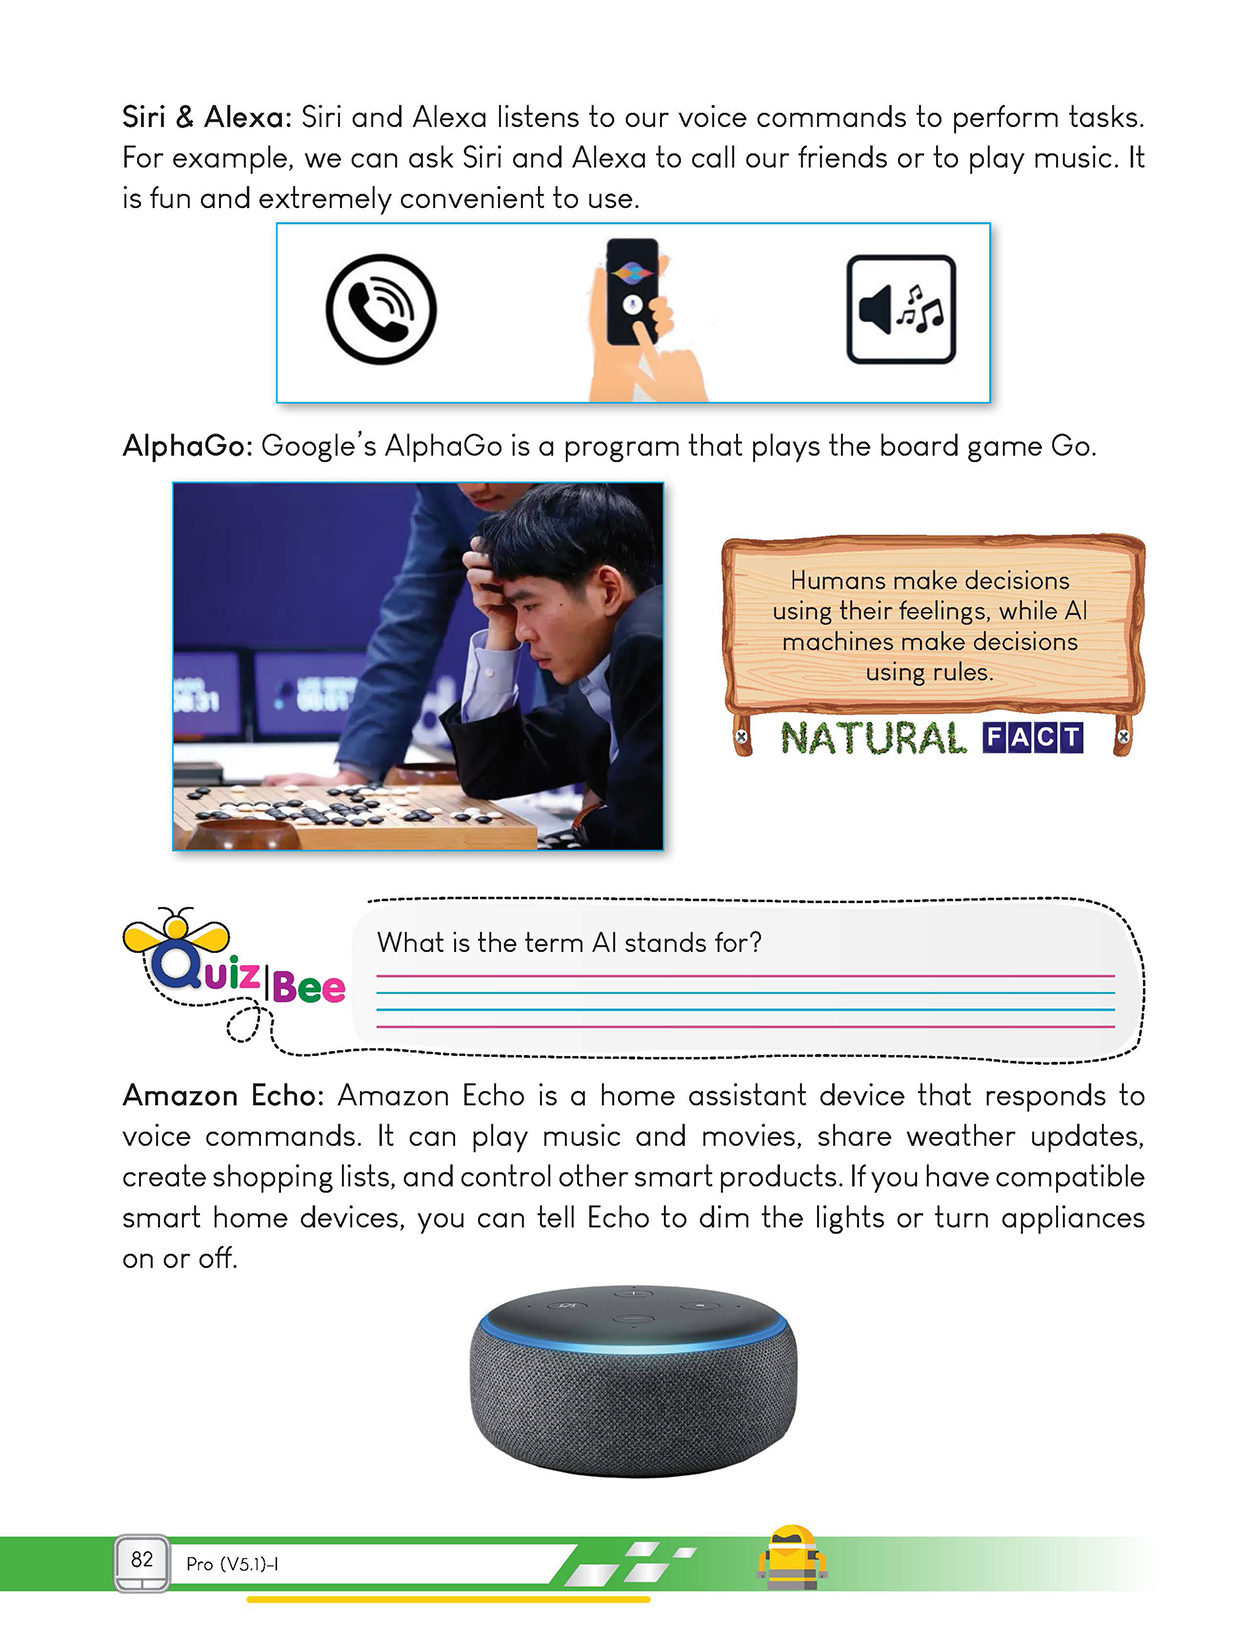 Siri & Alexa: Siri and Alexa listens to our voice commands to perform tasks.
For example, we can ask Siri and Alexa to call our friends or to play music. It
is fun and extremely convenient to use.
AlphaGo: Google's AlphaGo is a program that plays the board game Go.
Humans make decisions
using their feelings, while AI
machines make decisions
using rules.
NATURAL FACT
What is the term AI stands for?
Quiz Bee
Amazon Echo: Amazon Echo is a home assistant device that responds to
voice commands. It can play music and movies, share weather updates,
create shopping lists, and control other smart products. If you have compatible
smart home devices, you can tell Echo to dim the lights or turn appliances
on or off.
82
Pro (V5.1)-I